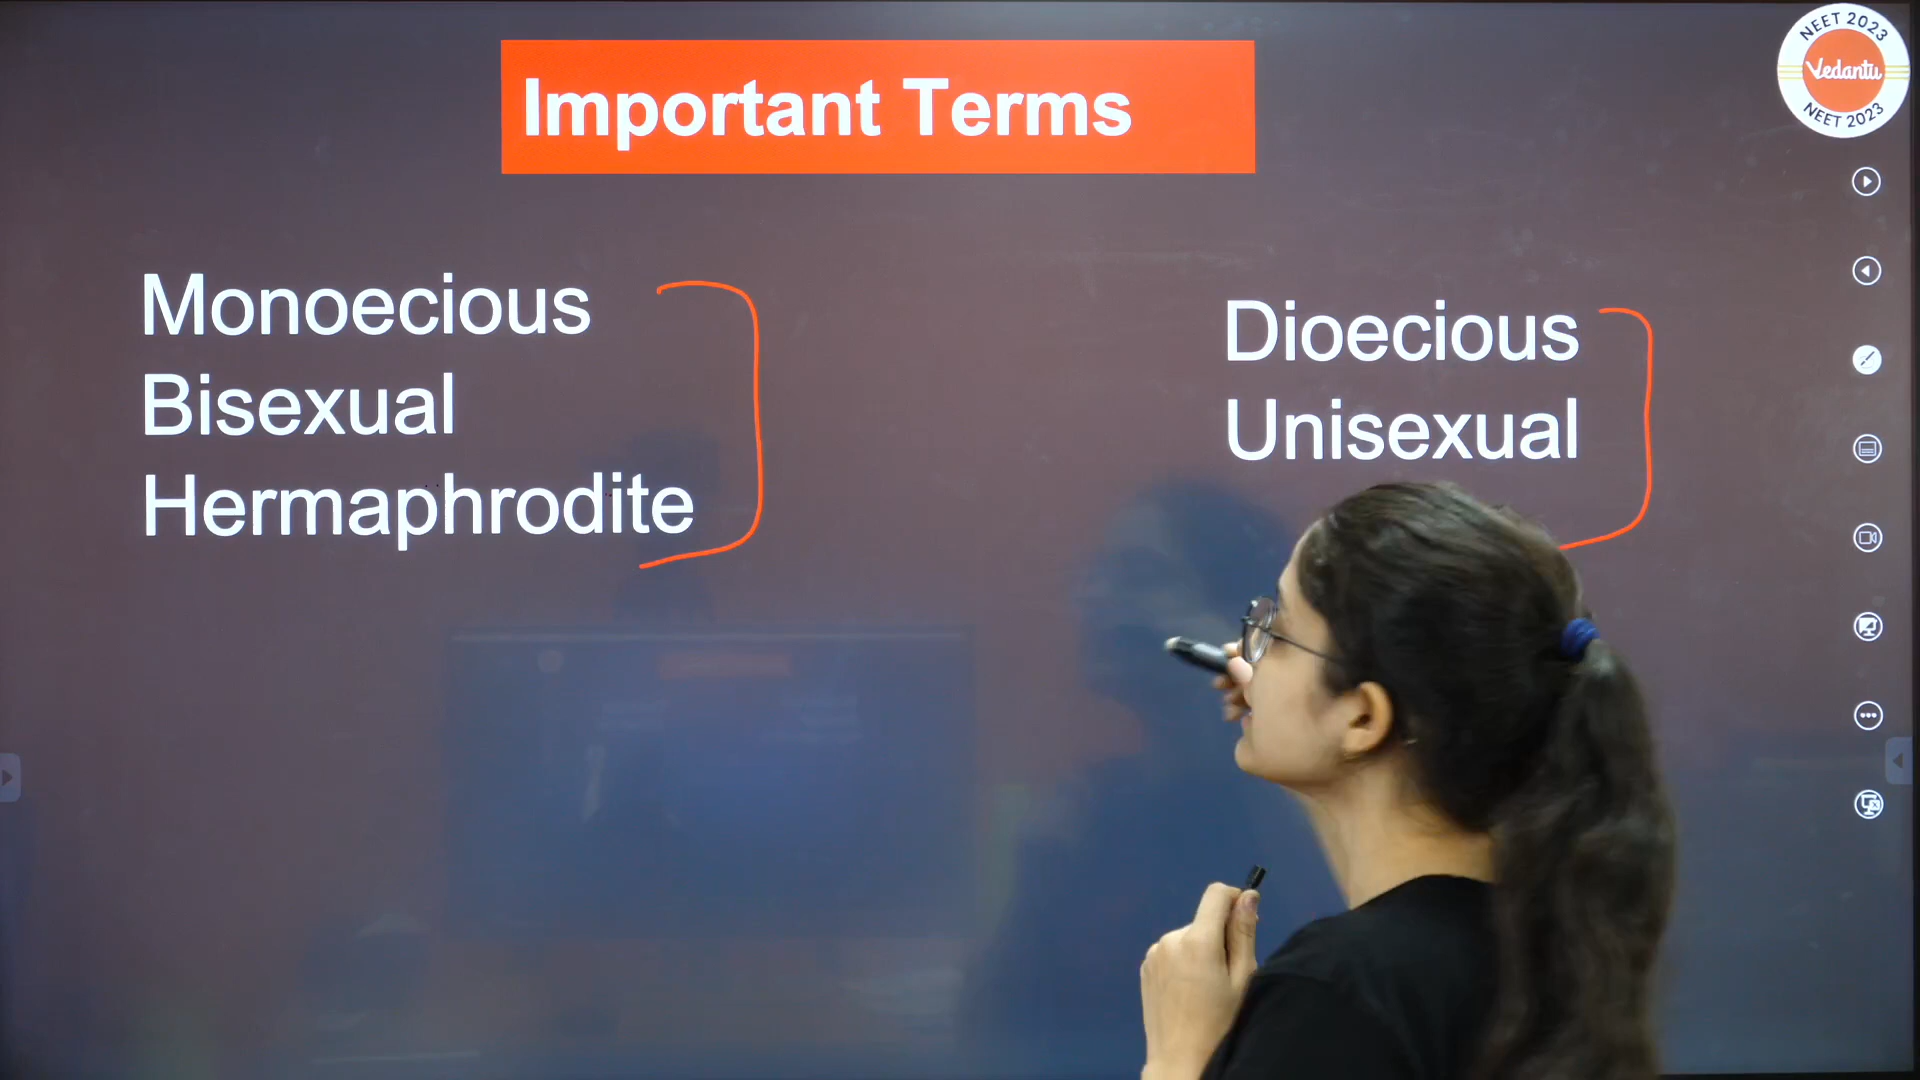 Important Terms
NEET 2023
Vedantu
NEET 2023
Monoecious
Bisexual
Hermaphrodite
Dioecious
Unisexual